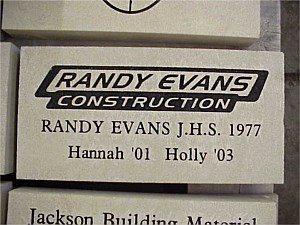 RANDY EVANS
CONSTRUCTION
RANDY EVANS J.H.S. 1977
Hannah '01 Holly '03
Jackson Building Material